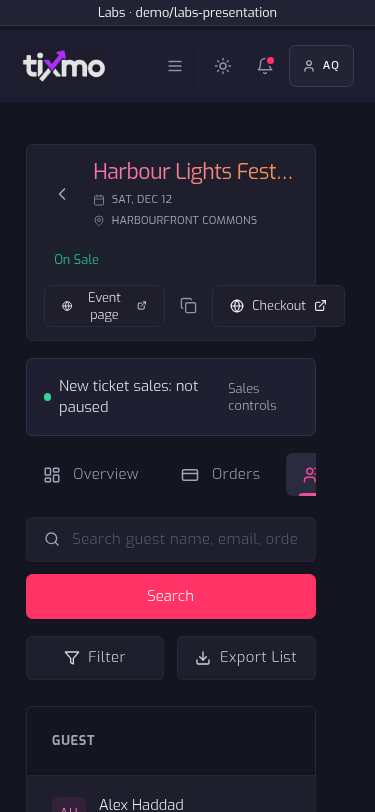 Labs · demo/labs-presentation
tixmo
AQ
Harbour Lights Fest...
SAT, DEC 12
HARBOURFRONT COMMONS
On Sale
Event
page
Checkout
New ticket sales: not
paused
Sales
controls
Overview
Orders
Search guest name, email, orde
Search
Filter
Export List
GUEST
AH
Alex Haddad